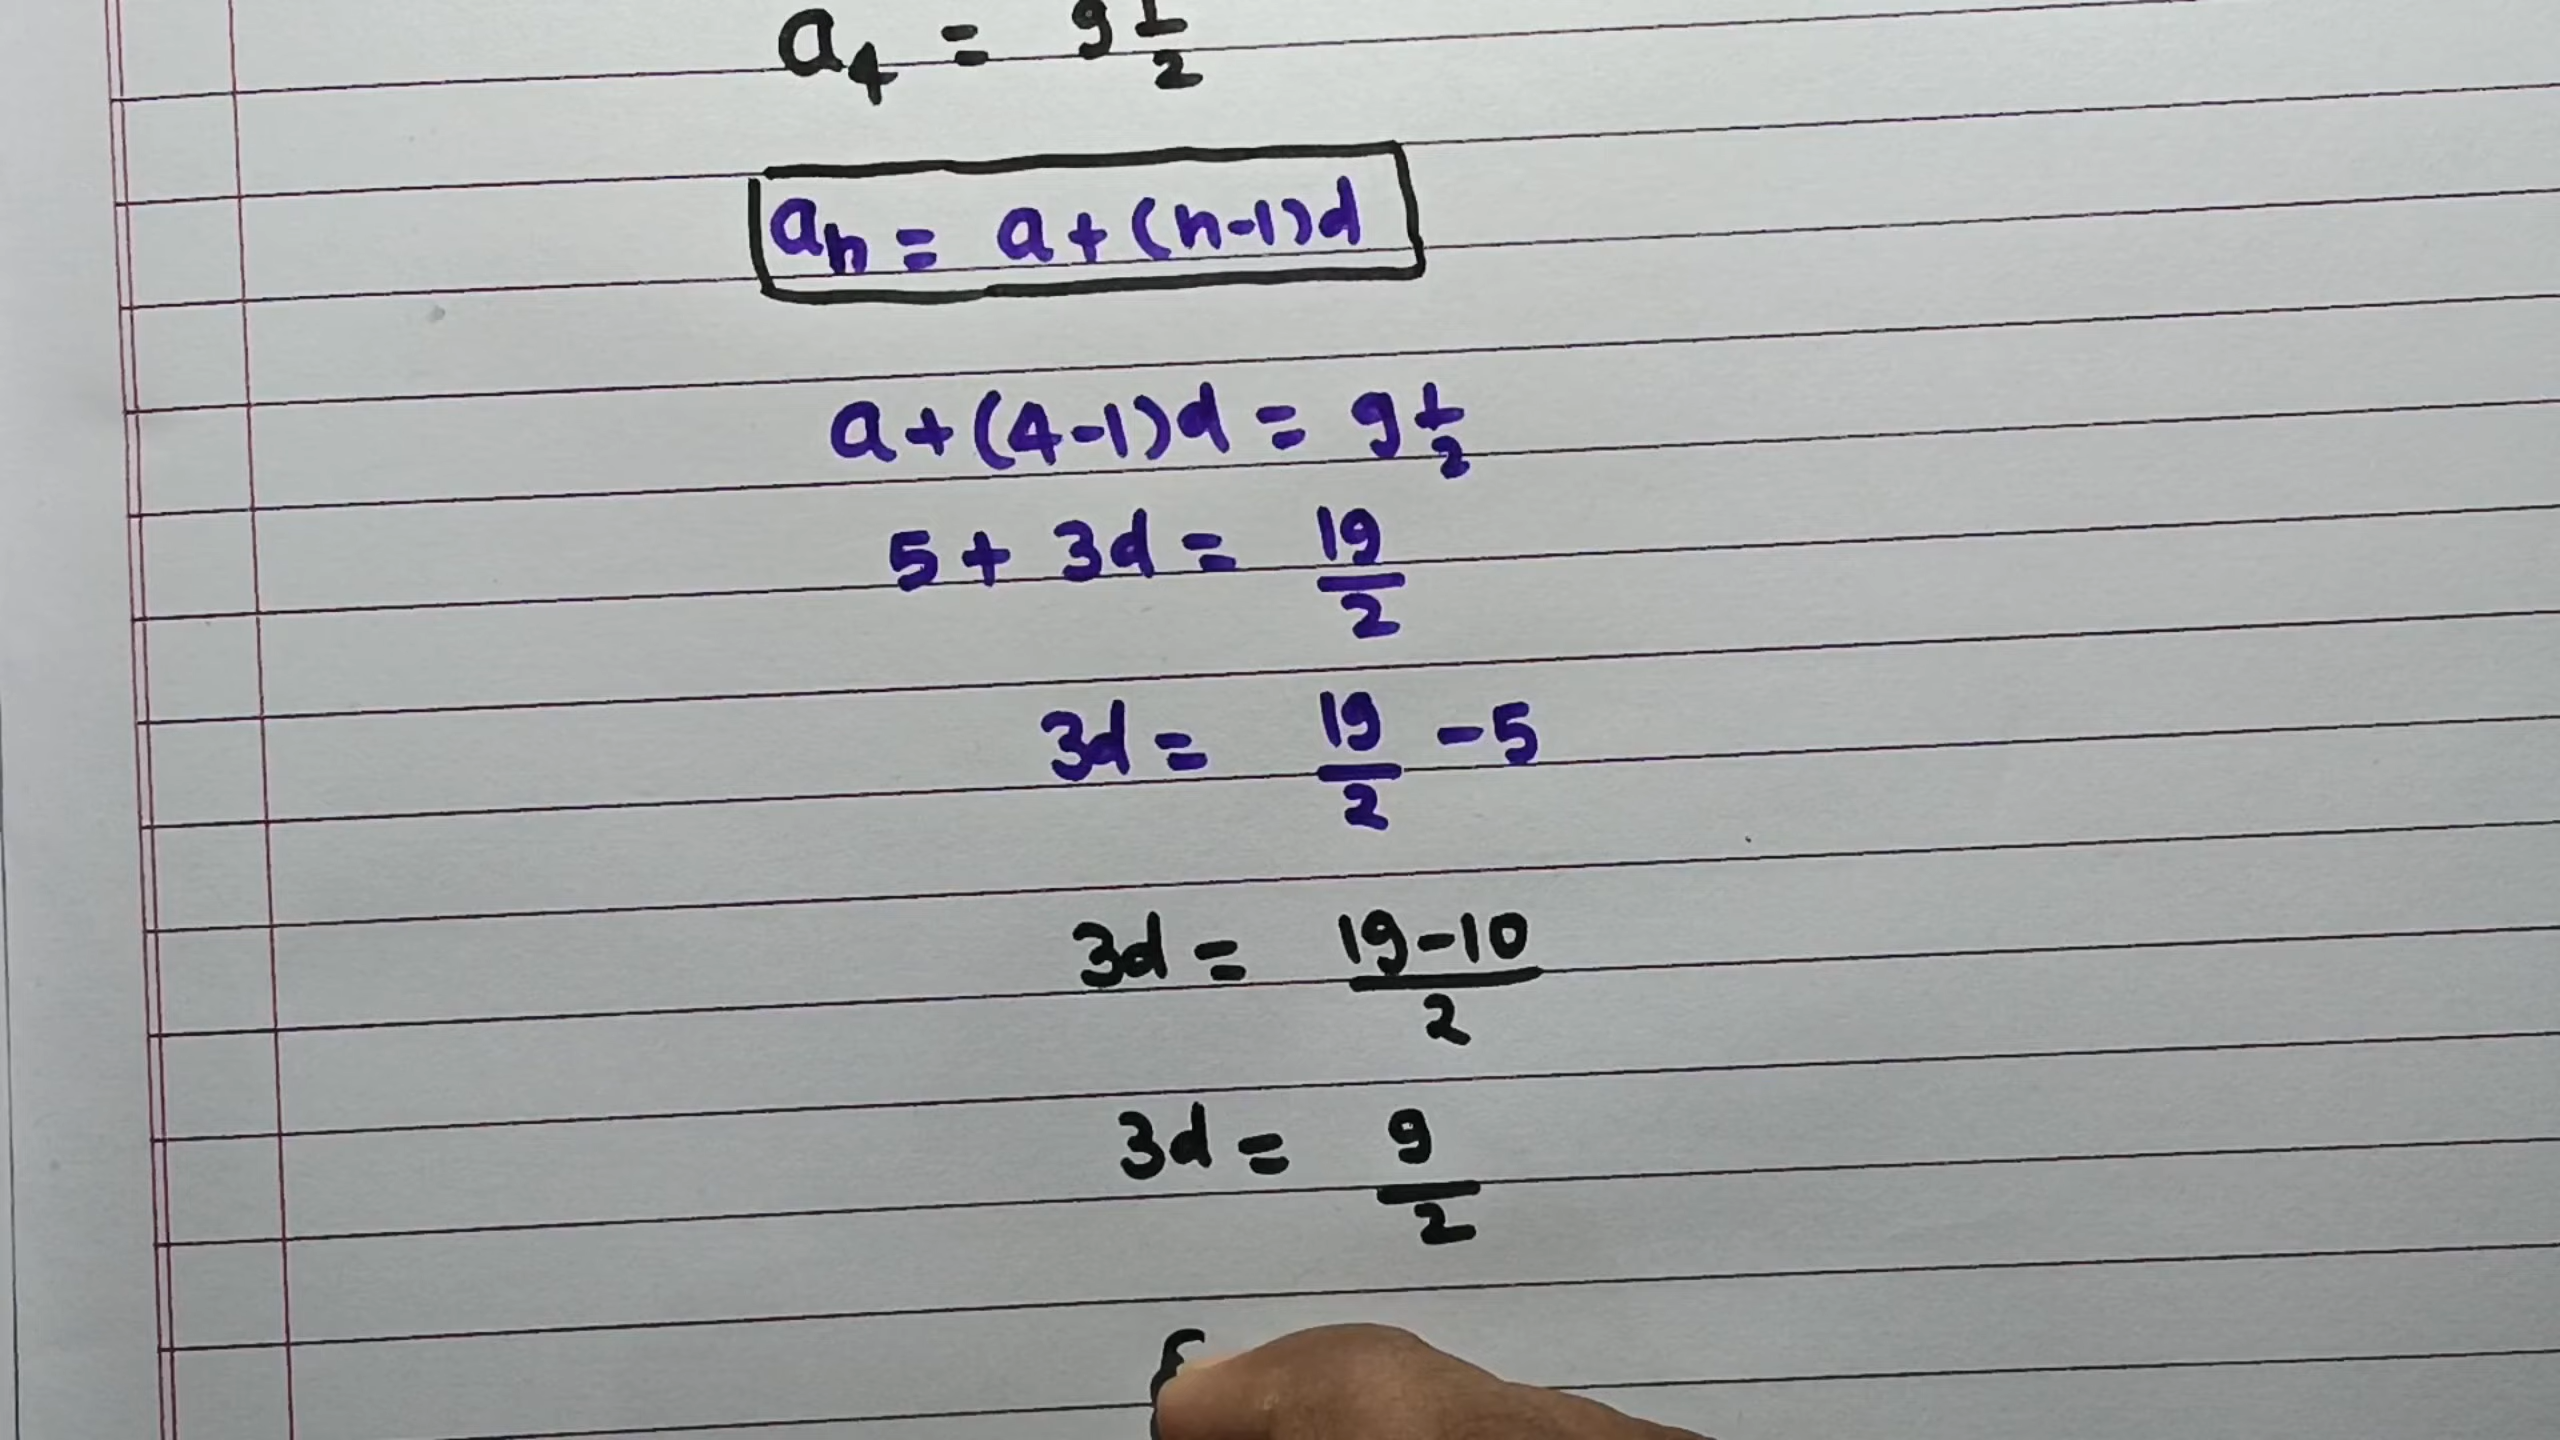 a₄ = 9 1/2
aₙ = a+(n-1)d
a+(4-1)d = 9 1/2
5 + 3d = 19/2
3d = 19/2 - 5
3d = 19-10/2
3d = 9/2